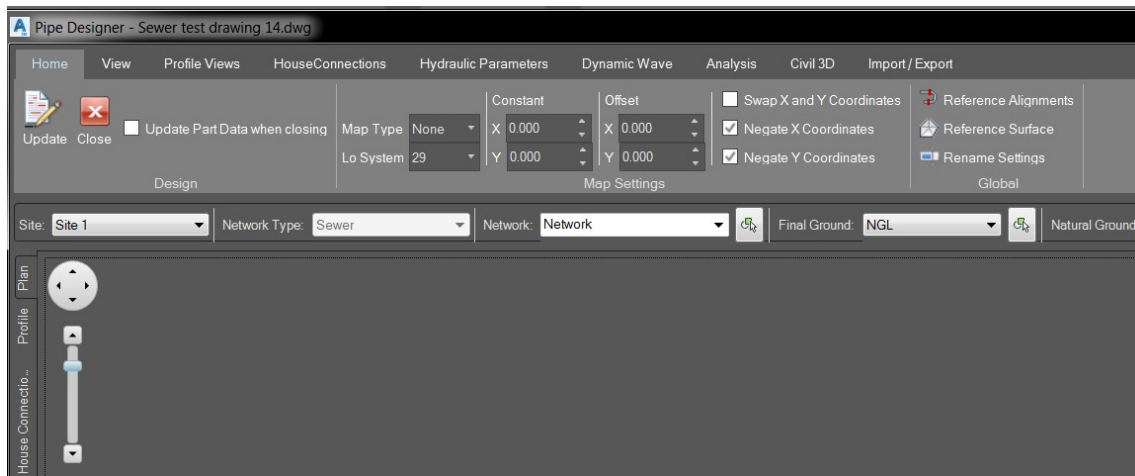 Pipe Designer - Sewer test drawing 14.dwg
Home View Profile Views HouseConnections Hydraulic Parameters Dynamic Wave Analysis Civil 3D Import / Export
Constant Offset Swap X and Y Coordinates Reference Alignments
Update Close Update Part Data when closing Map Type None X 0.000 X 0.000 Negate X Coordinates Reference Surface
Lo System 29 Y 0.000 Y 0.000 Negate Y Coordinates Rename Settings
Design Map Settings Global
Site: Site 1 Network Type: Sewer Network: Network Final Ground: NGL Natural Ground
Plan
Profile
House Connectio...